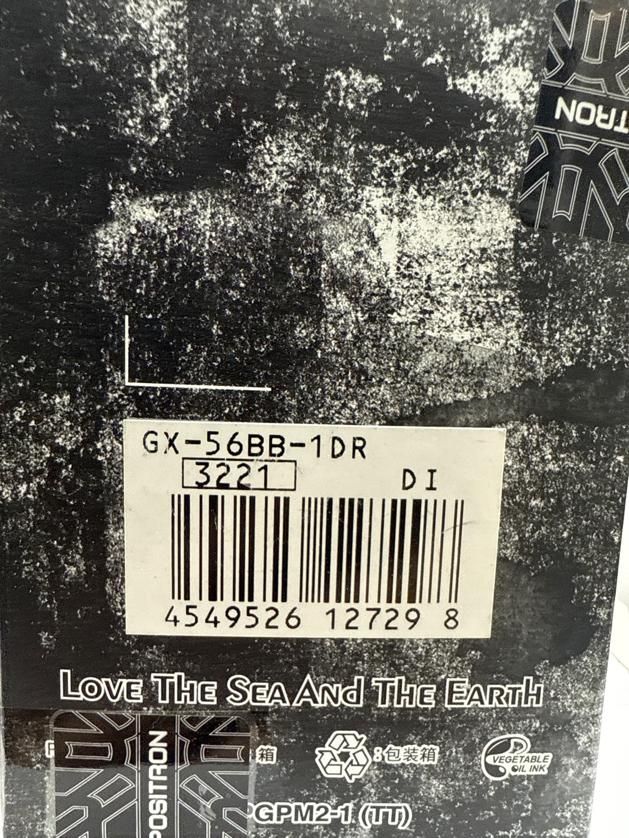 POSITRON
GX-56BB-1DR
3221 DI
4549526 12729 8
LOVE THE SEA AND THE EARTH
POSITRON
箱
:包装箱
VEGETABLE
OIL INK
GPM2-1 (TT)